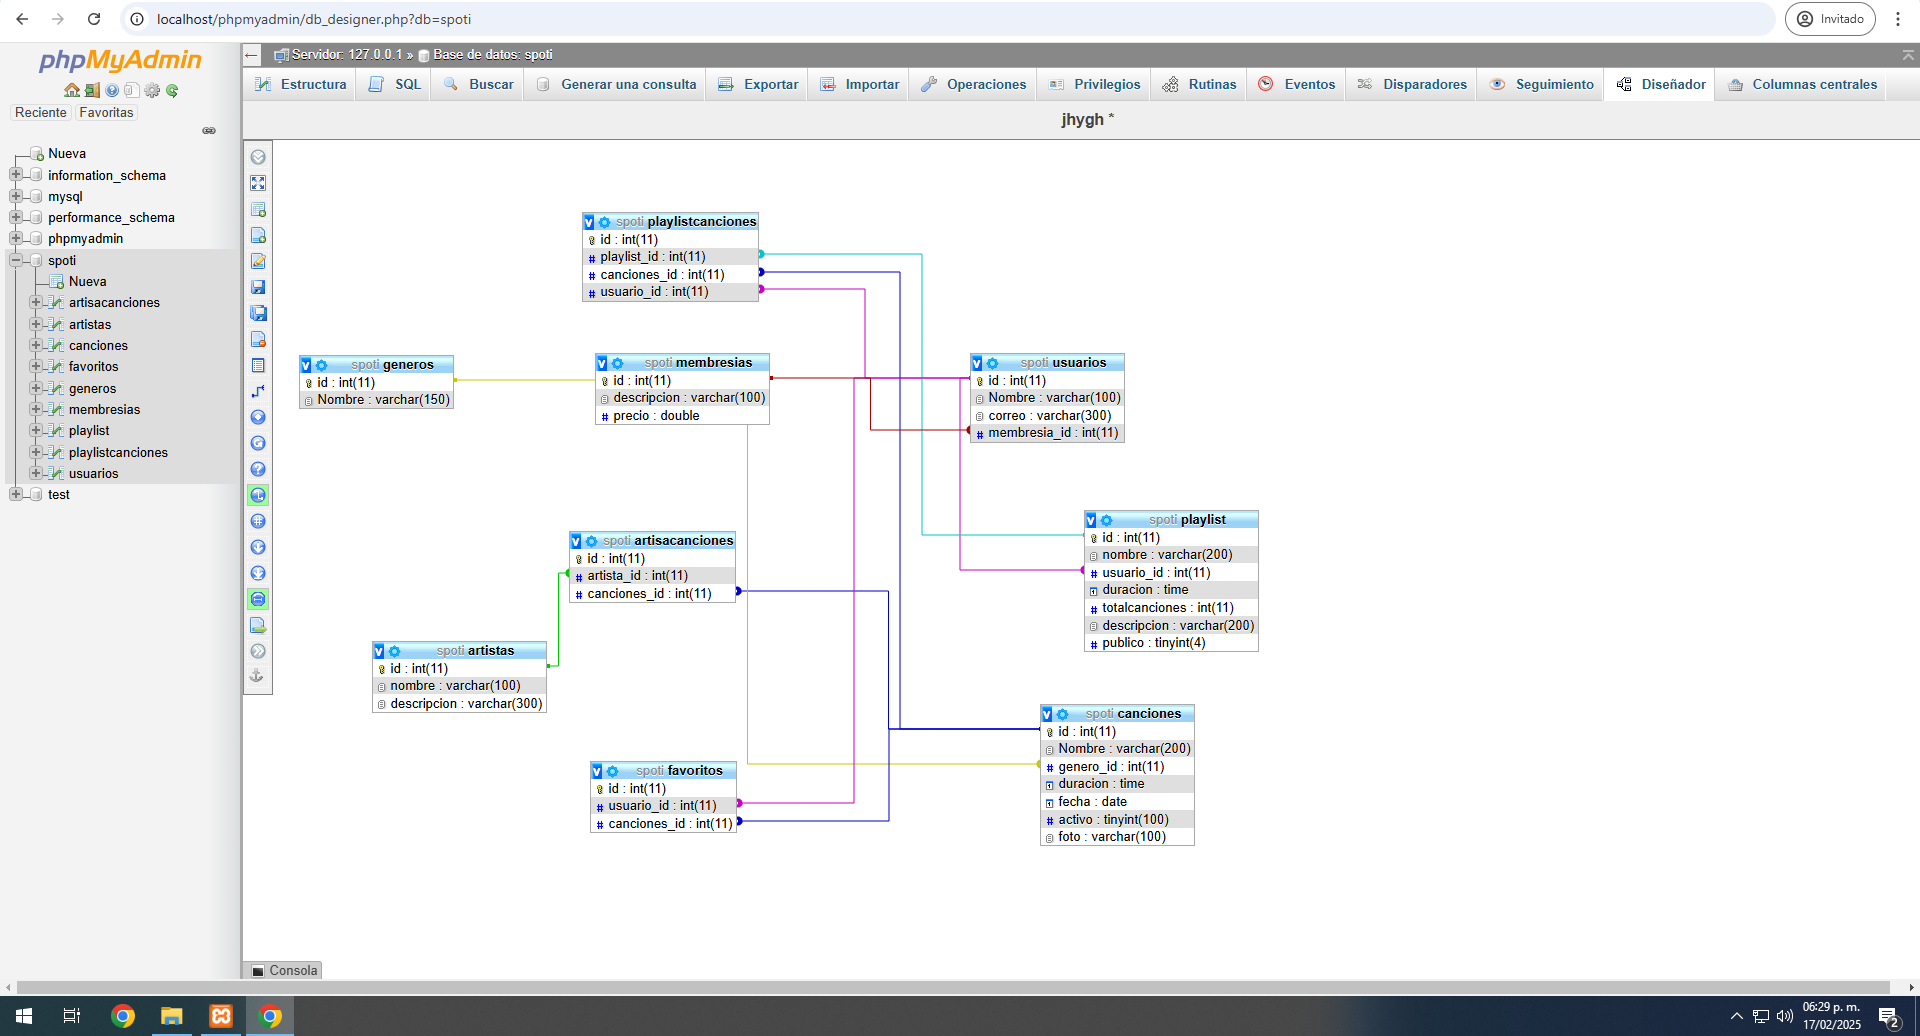 localhost/phpmyadmin/db_designer.php?db=spoti
Invitado
phpMyAdmin
Reciente
Favoritas
Nueva
information_schema
mysql
performance_schema
phpmyadmin
spoti
Nueva
artisacanciones
artistas
canciones
favoritos
generos
membresias
playlist
playlistcanciones
usuarios
test
Servidor: 127.0.0.1 » Base de datos: spoti
Estructura
SQL
Buscar
Generar una consulta
Exportar
Importar
Operaciones
Privilegios
Rutinas
Eventos
Disparadores
Seguimiento
Diseñador
Columnas centrales
jhygh *
spoti playlistcanciones
id : int(11)
playlist_id : int(11)
canciones_id : int(11)
usuario_id : int(11)
spoti generos
id : int(11)
Nombre : varchar(150)
spoti membresias
id : int(11)
descripcion : varchar(100)
precio : double
spoti usuarios
id : int(11)
Nombre : varchar(100)
correo : varchar(300)
membresia_id : int(11)
spoti playlist
id : int(11)
nombre : varchar(200)
usuario_id : int(11)
duracion : time
totalcanciones : int(11)
descripcion : varchar(200)
publico : tinyint(4)
spoti artisacanciones
id : int(11)
artista_id : int(11)
canciones_id : int(11)
spoti artistas
id : int(11)
nombre : varchar(100)
descripcion : varchar(300)
spoti canciones
id : int(11)
Nombre : varchar(200)
genero_id : int(11)
duracion : time
fecha : date
activo : tinyint(100)
foto : varchar(100)
spoti favoritos
id : int(11)
usuario_id : int(11)
canciones_id : int(11)
Consola
06:29 p. m.
17/02/2025
2